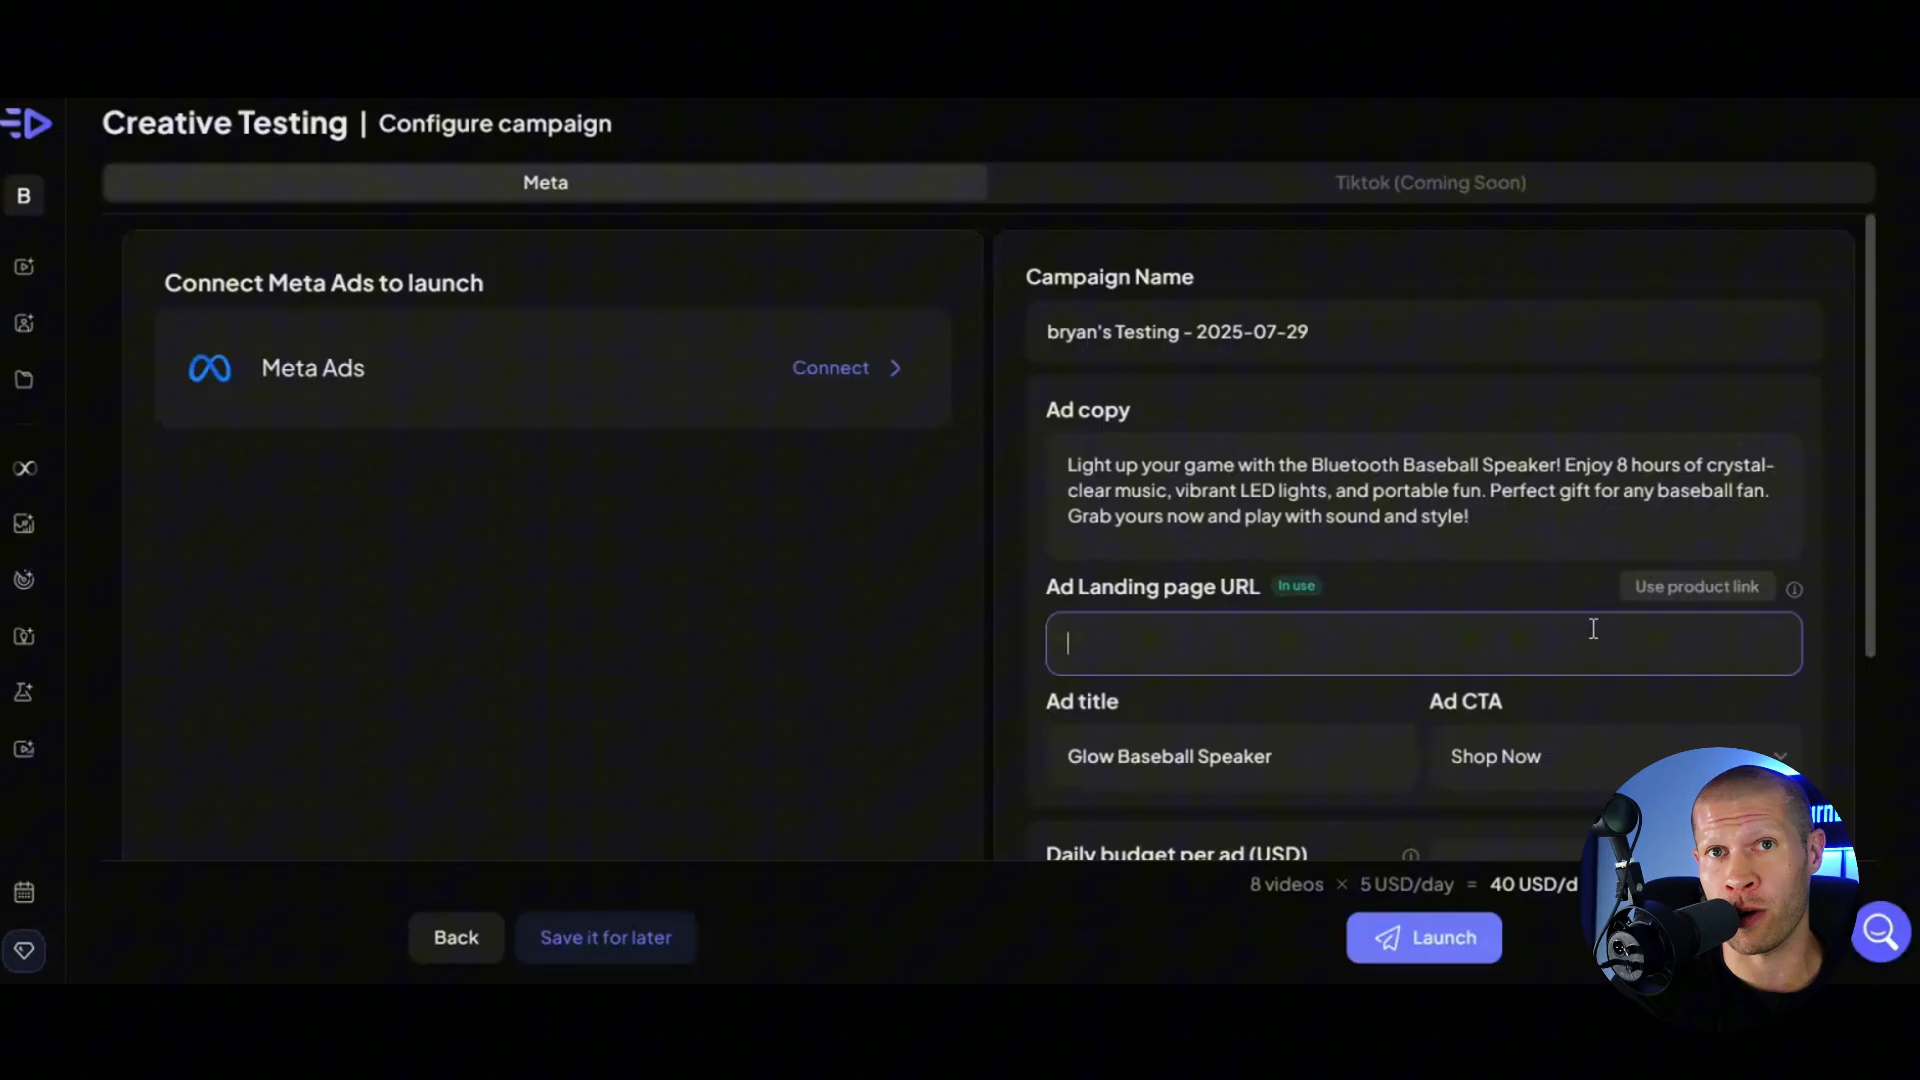 Creative Testing | Configure campaign
B
Meta
Tiktok (Coming Soon)
Connect Meta Ads to launch
Meta Ads
Connect
Campaign Name
bryan's Testing - 2025-07-29
Ad copy
Light up your game with the Bluetooth Baseball Speaker! Enjoy 8 hours of crystal-
clear music, vibrant LED lights, and portable fun. Perfect gift for any baseball fan.
Grab yours now and play with sound and style!
Ad Landing page URL In use
Use product link
Ad title
Ad CTA
Glow Baseball Speaker
Shop Now
Daily budget per ad (USD)
8 videos × 5 USD/day = 40 USD/d
Back
Save it for later
Launch